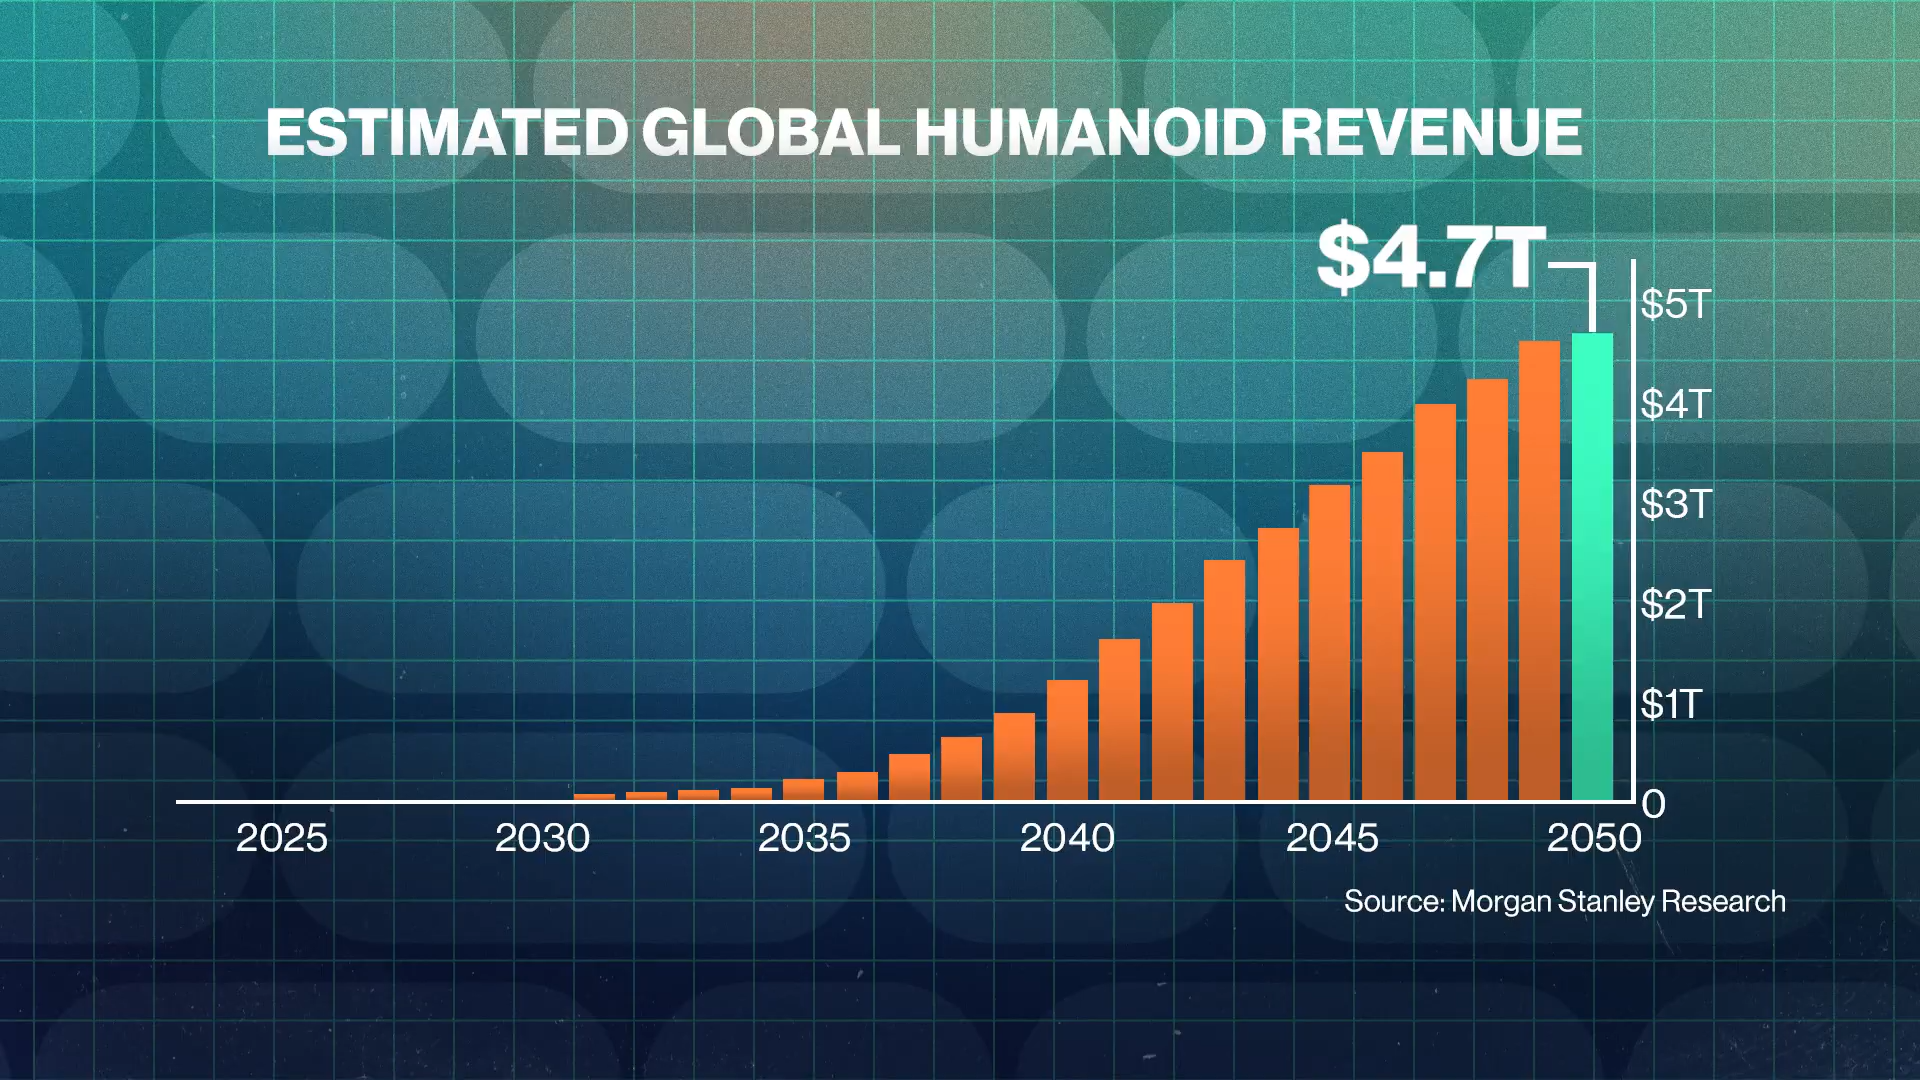 ESTIMATED GLOBAL HUMANOID REVENUE
$4.7T
$5T
$4T
$3T
$2T
$1T
0
2025 2030 2035 2040 2045 2050
Source: Morgan Stanley Research